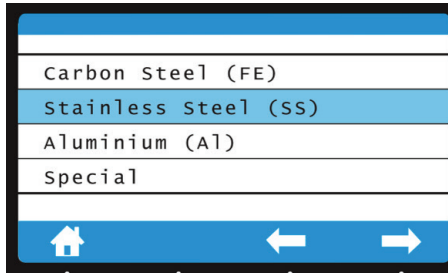 Carbon Steel (FE)
Stainless Steel (SS)
Aluminium (Al)
Special